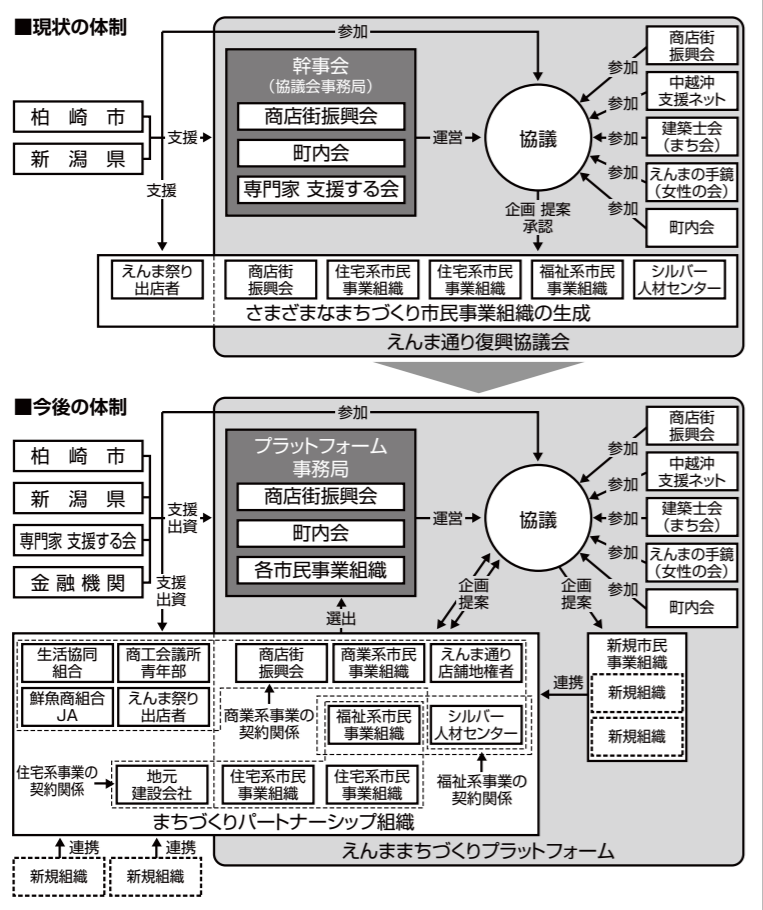 ■現状の体制
参加
幹事会
（協議会事務局）
商店街振興会
町内会
専門家 支援する会
柏崎市
新潟県
支援
支援
運営
協議
企画 提案
承認
参加
商店街
振興会
参加
中越沖
支援ネット
参加
建築士会
（まち会）
参加
えんまの手鏡
（女性の会）
参加
町内会
えんま祭り
出店者
商店街
振興会
住宅系市民
事業組織
住宅系市民
事業組織
福祉系市民
事業組織
シルバー
人材センター
さまざまなまちづくり市民事業組織の生成
えんま通り復興協議会
■今後の体制
参加
プラットフォーム
事務局
商店街振興会
町内会
各市民事業組織
柏崎市
新潟県
専門家 支援する会
金融機関
支援
出資
支援
出資
運営
協議
選出
企画
提案
企画
提案
参加
商店街
振興会
参加
中越沖
支援ネット
参加
建築士会
（まち会）
参加
えんまの手鏡
（女性の会）
参加
町内会
生活協同
組合
商工会議所
青年部
鮮魚商組合
JA
えんま祭り
出店者
商店街
振興会
商業系市民
事業組織
えんま通り
店舗地権者
商業系事業の
契約関係
福祉系市民
事業組織
シルバー
人材センター
住宅系事業の
契約関係
地元
建設会社
住宅系市民
事業組織
住宅系市民
事業組織
福祉系事業の
契約関係
まちづくりパートナーシップ組織
連携
新規市民
事業組織
新規組織
新規組織
えんままちづくりプラットフォーム
連携
連携
新規組織
新規組織